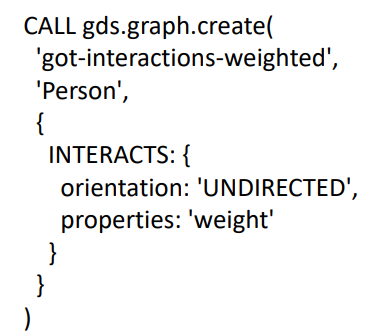 CALL gds.graph.create(
'got-interactions-weighted',
'Person',
{
INTERACTS: {
orientation: 'UNDIRECTED',
properties: 'weight'
}
}
)